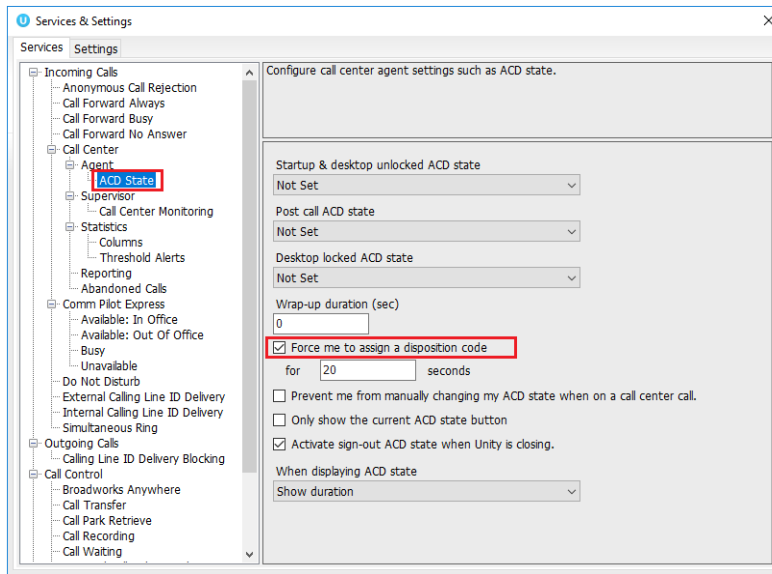 Services & Settings
Services Settings
Incoming Calls
Anonymous Call Rejection
Call Forward Always
Call Forward Busy
Call Forward No Answer
Call Center
Agent
ACD State
Supervisor
Call Center Monitoring
Statistics
Columns
Threshold Alerts
Reporting
Abandoned Calls
Comm Pilot Express
Available: In Office
Available: Out Of Office
Busy
Unavailable
Do Not Disturb
External Calling Line ID Delivery
Internal Calling Line ID Delivery
Simultaneous Ring
Outgoing Calls
Calling Line ID Delivery Blocking
Call Control
Broadworks Anywhere
Call Transfer
Call Park Retrieve
Call Recording
Call Waiting
Configure call center agent settings such as ACD state.
Startup & desktop unlocked ACD state
Not Set
Post call ACD state
Not Set
Desktop locked ACD state
Not Set
Wrap-up duration (sec)
0
Force me to assign a disposition code
for 20 seconds
Prevent me from manually changing my ACD state when on a call center call.
Only show the current ACD state button
Activate sign-out ACD state when Unity is closing.
When displaying ACD state
Show duration